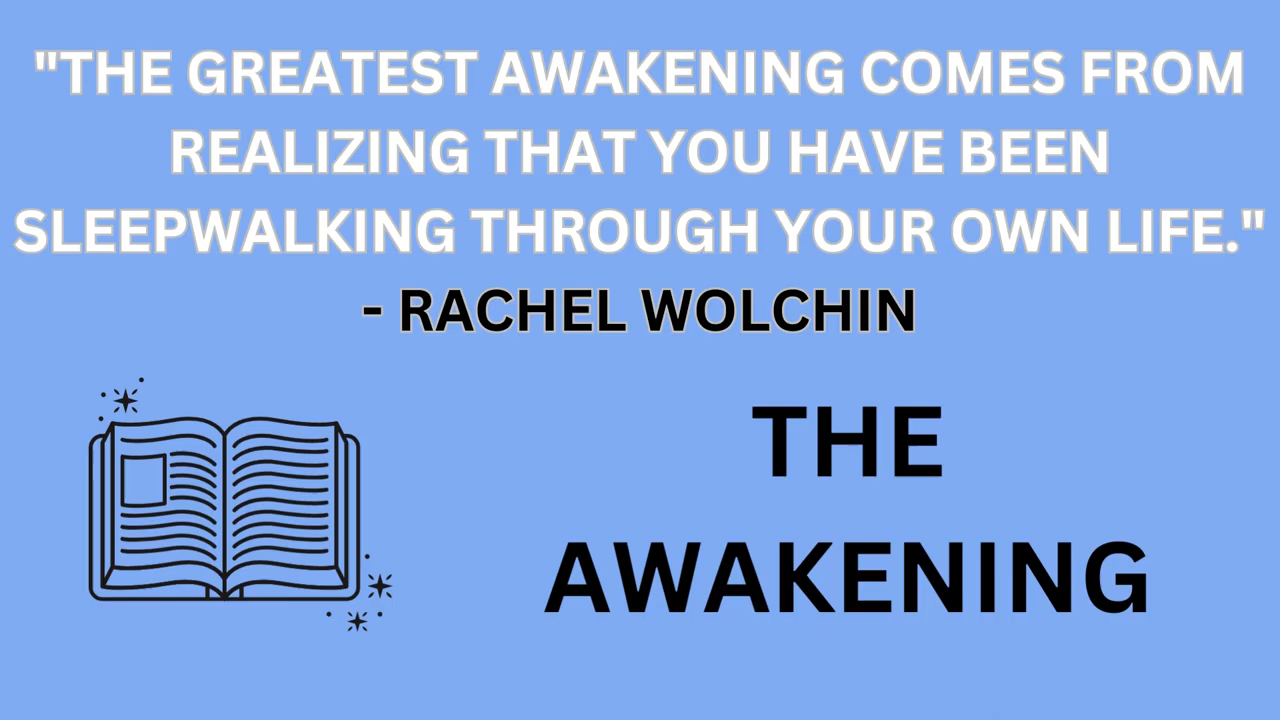 "THE GREATEST AWAKENING COMES FROM
REALIZING THAT YOU HAVE BEEN
SLEEPWALKING THROUGH YOUR OWN LIFE."
- RACHEL WOLCHIN
THE
AWAKENING